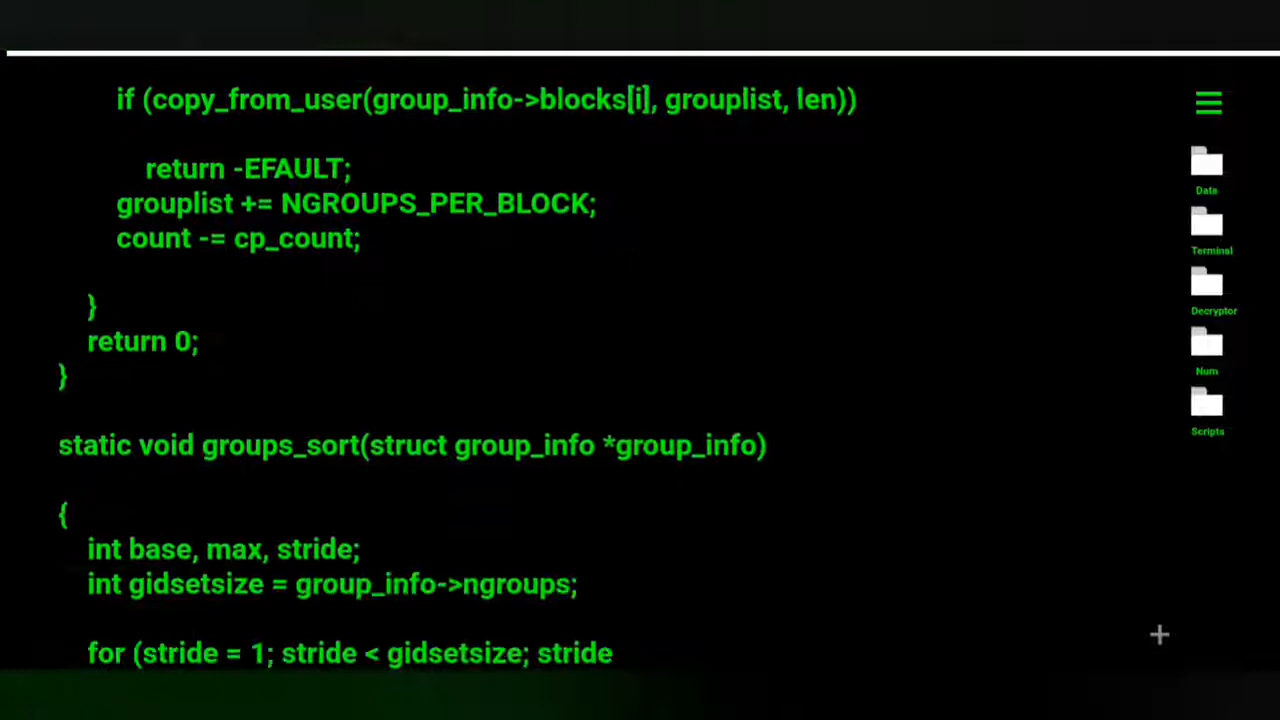 if (copy_from_user(group_info->blocks[i], grouplist, len))
return -EFAULT;
grouplist += NGROUPS_PER_BLOCK;
count -= cp_count;
}
return 0;
}
static void groups_sort(struct group_info *group_info)
{
int base, max, stride;
int gidsetsize = group_info->ngroups;
for (stride = 1; stride < gidsetsize; stride
Data
Terminal
Decryptor
Num
Scripts